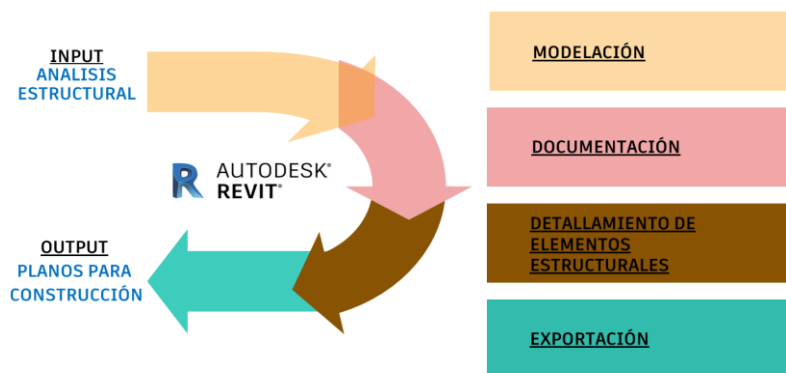 INPUT
ANALISIS
ESTRUCTURAL
AUTODESK®
REVIT®
OUTPUT
PLANOS PARA
CONSTRUCCIÓN
MODELACIÓN
DOCUMENTACIÓN
DETALLAMIENTO DE
ELEMENTOS
ESTRUCTURALES
EXPORTACIÓN